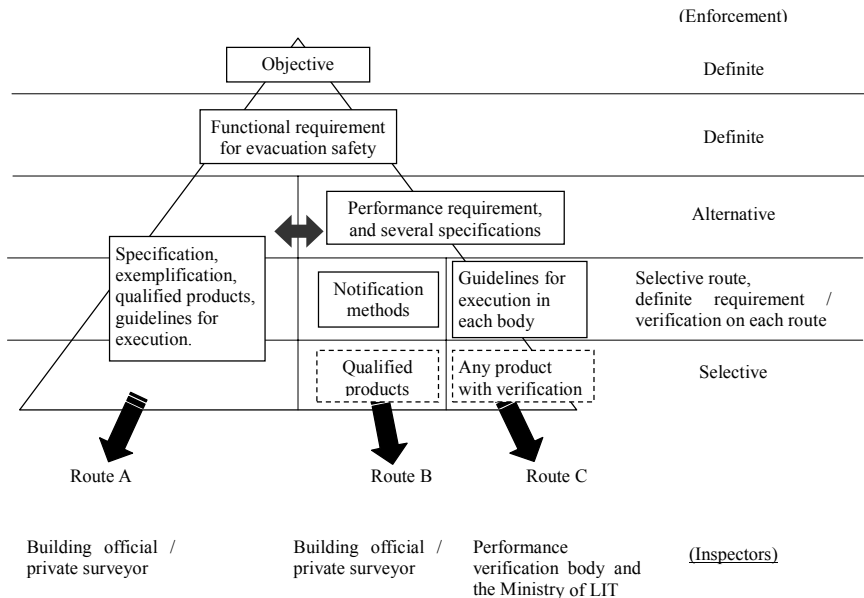 (Enforcement)
Objective
Definite
Functional requirement
for evacuation safety
Definite
Performance requirement,
and several specifications
Alternative
Specification,
exemplification,
qualified products,
guidelines for
execution.
Notification
methods
Guidelines for
execution in
each body
Selective route,
definite requirement /
verification on each route
Qualified
products
Any product
with verification
Selective
Route A
Route B
Route C
Building official /
private surveyor
Building official /
private surveyor
Performance
verification body and
the Ministry of LIT
(Inspectors)